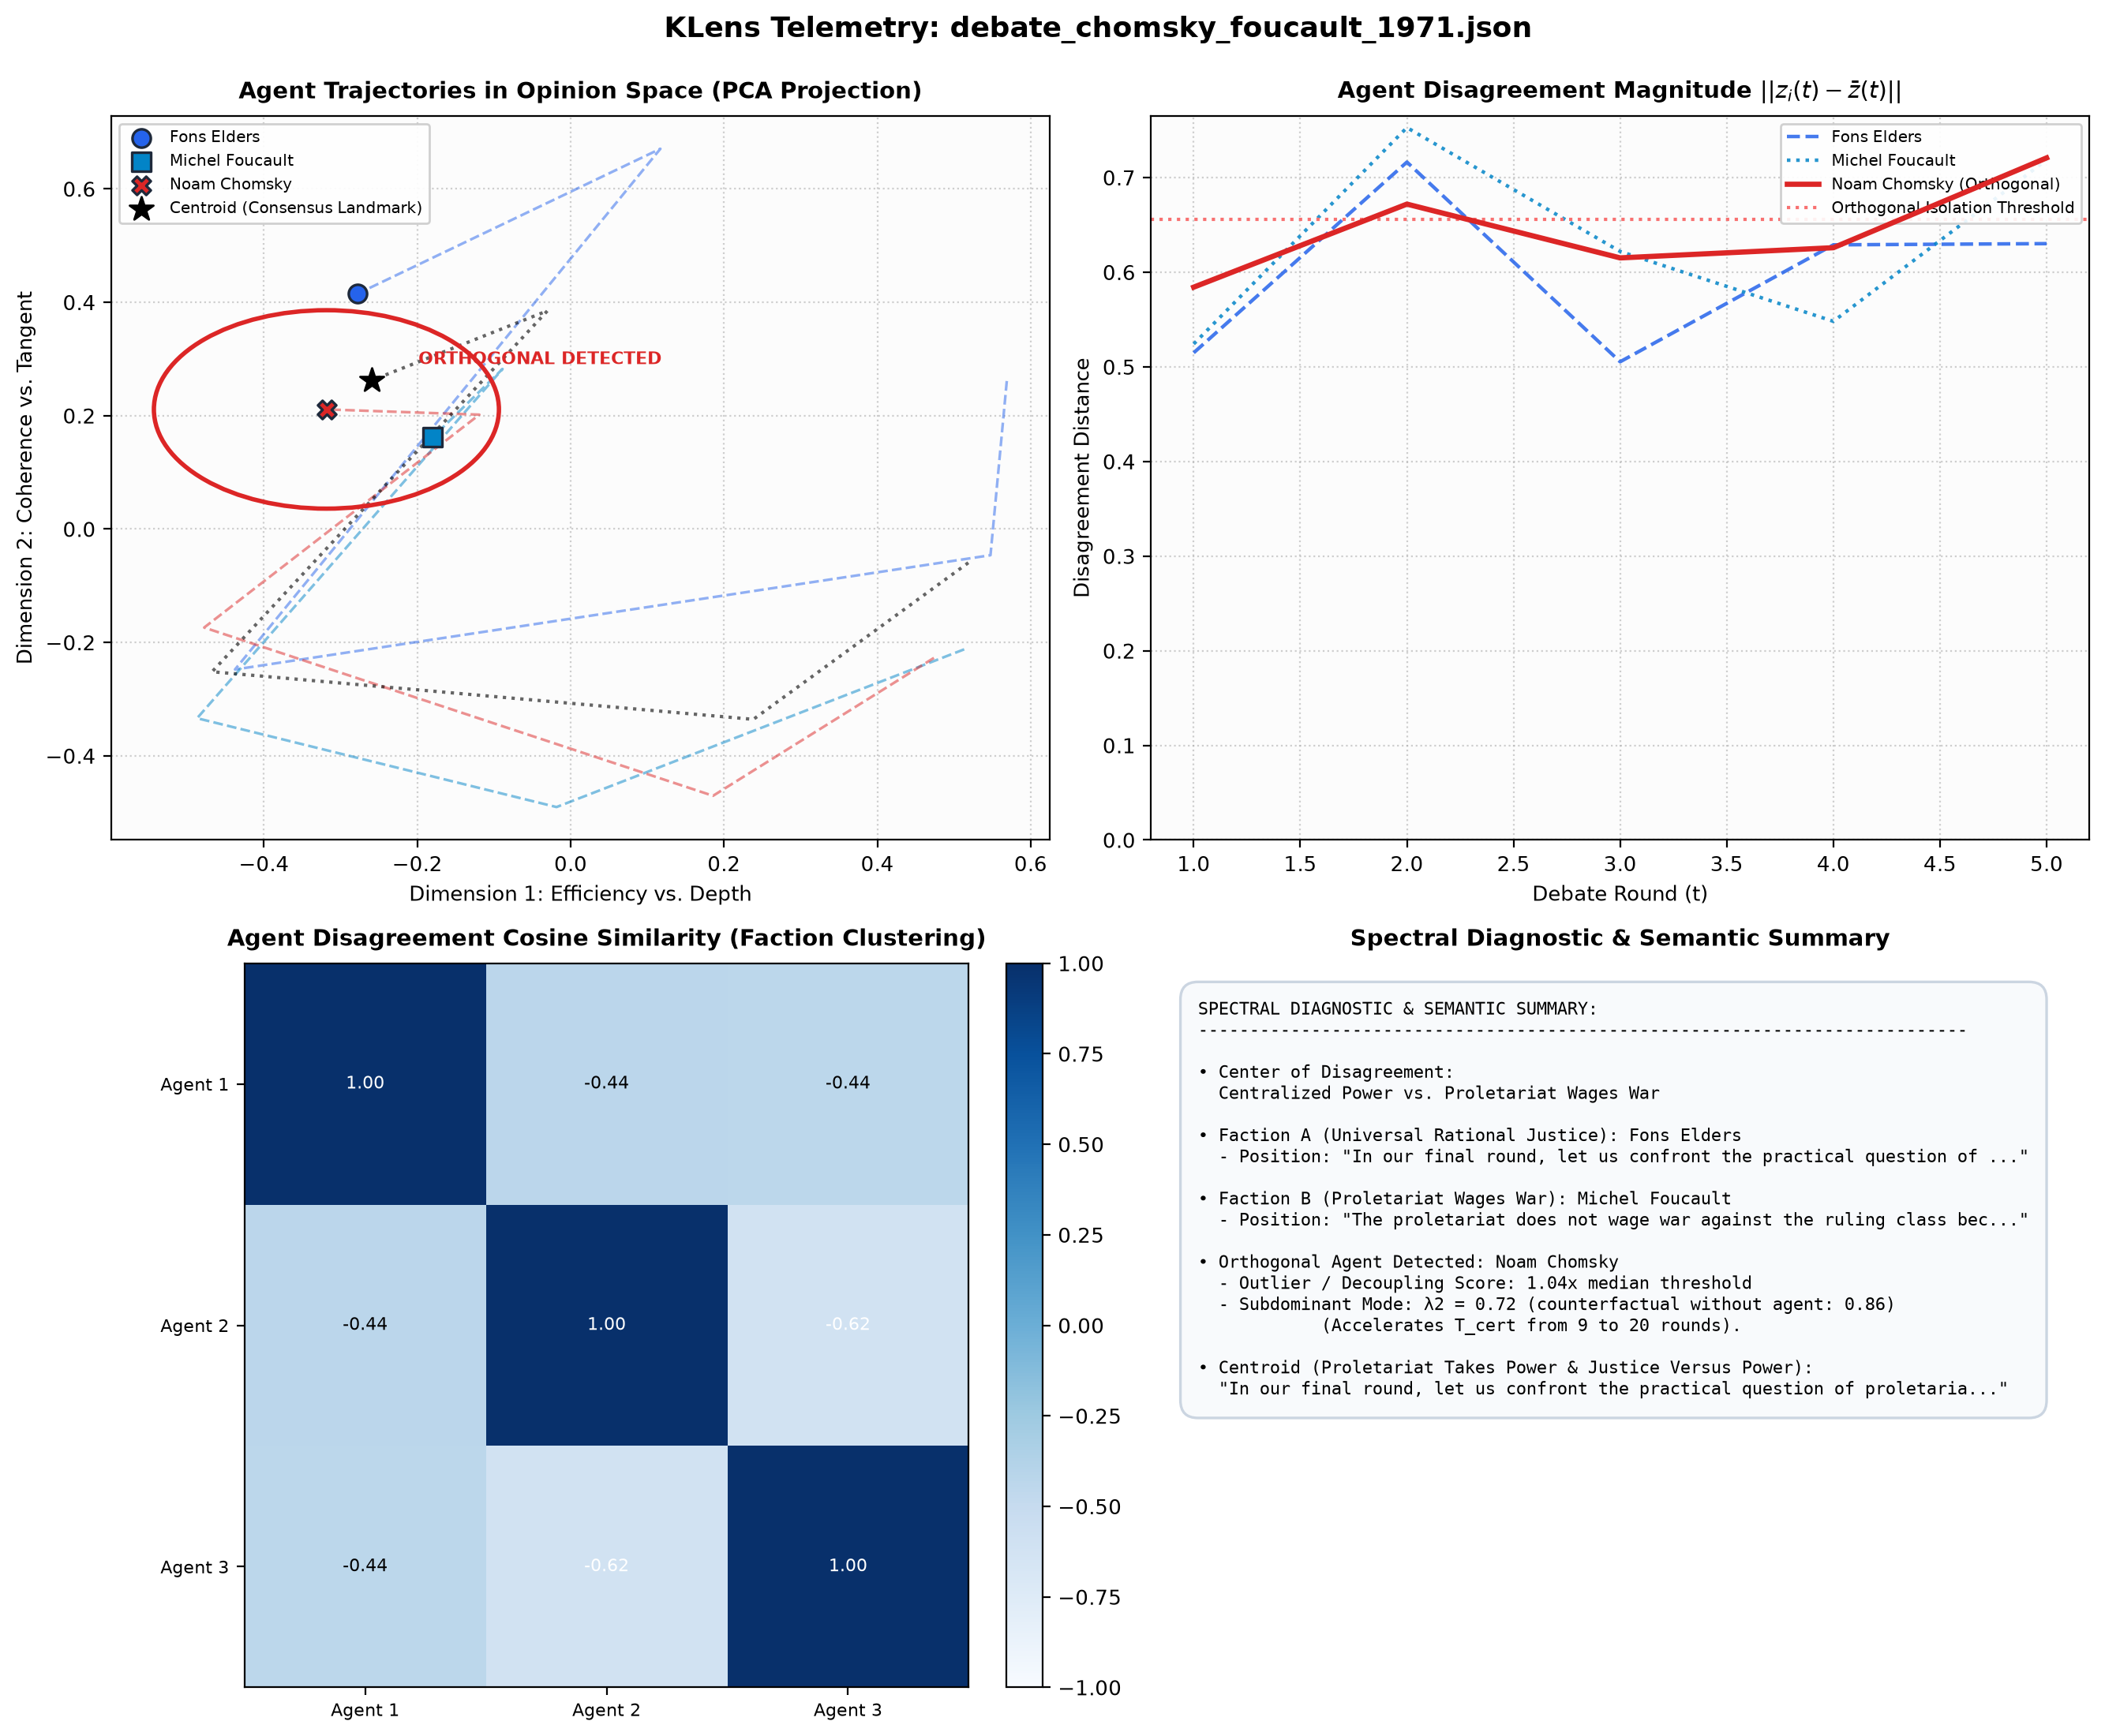 KLens Telemetry: debate_chomsky_foucault_1971.json
Agent Trajectories in Opinion Space (PCA Projection)
Fons Elders
Michel Foucault
Noam Chomsky
Centroid (Consensus Landmark)
ORTHOGONAL DETECTED
Dimension 2: Coherence vs. Tangent
0.6
0.4
0.2
0.0
−0.2
−0.4
−0.4
−0.2
0.0
0.2
0.4
0.6
Dimension 1: Efficiency vs. Depth
Agent Disagreement Magnitude ||z_i(t) − z̄(t)||
Fons Elders
Michel Foucault
Noam Chomsky (Orthogonal)
Orthogonal Isolation Threshold
Disagreement Distance
0.7
0.6
0.5
0.4
0.3
0.2
0.1
0.0
1.0
1.5
2.0
2.5
3.0
3.5
4.0
4.5
5.0
Debate Round (t)
Agent Disagreement Cosine Similarity (Faction Clustering)
Agent 1
1.00
-0.44
-0.44
Agent 2
-0.44
1.00
-0.62
Agent 3
-0.44
-0.62
1.00
Agent 1
Agent 2
Agent 3
1.00
0.75
0.50
0.25
0.00
−0.25
−0.50
−0.75
−1.00
Spectral Diagnostic & Semantic Summary
SPECTRAL DIAGNOSTIC & SEMANTIC SUMMARY:
---------------------------------------------------------------------------
• Center of Disagreement:
Centralized Power vs. Proletariat Wages War
• Faction A (Universal Rational Justice): Fons Elders
- Position: "In our final round, let us confront the practical question of ..."
• Faction B (Proletariat Wages War): Michel Foucault
- Position: "The proletariat does not wage war against the ruling class bec..."
• Orthogonal Agent Detected: Noam Chomsky
- Outlier / Decoupling Score: 1.04x median threshold
- Subdominant Mode: λ2 = 0.72 (counterfactual without agent: 0.86)
(Accelerates T_cert from 9 to 20 rounds).
• Centroid (Proletariat Takes Power & Justice Versus Power):
"In our final round, let us confront the practical question of proletaria..."